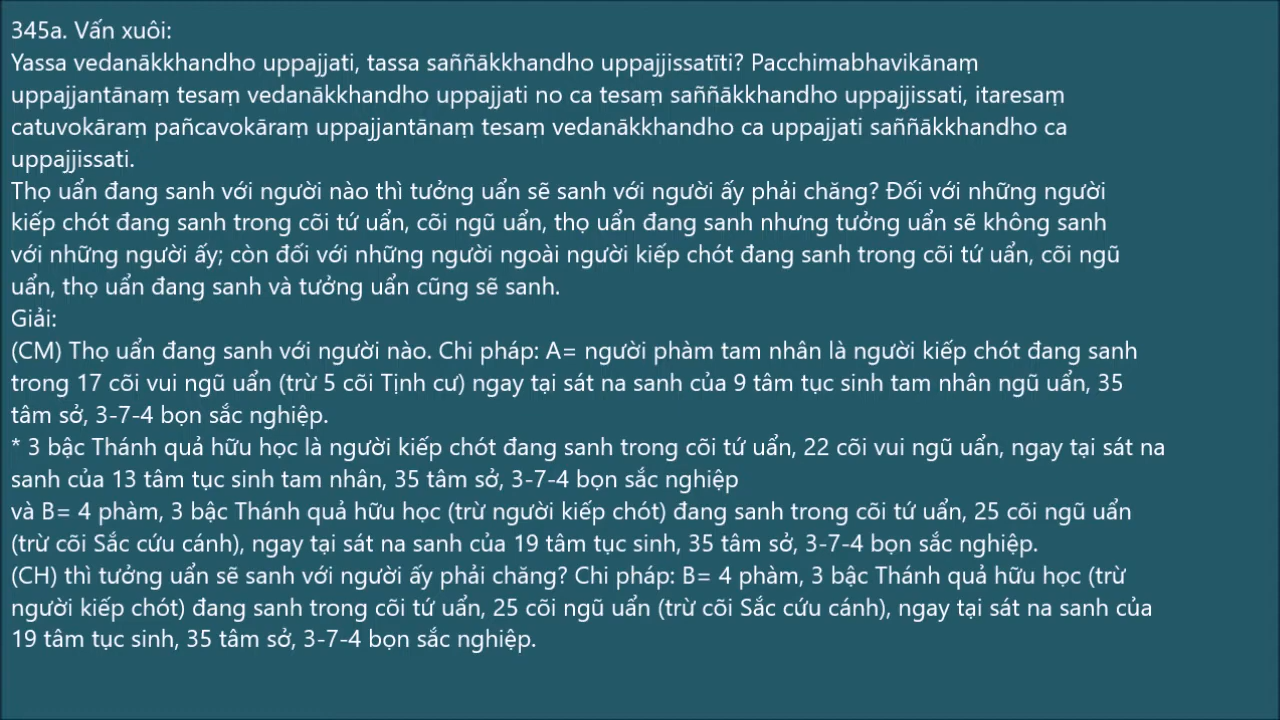 345a. Vấn xuôi:
Yassa vedanākkhandho uppajjati, tassa saññākkhandho uppajjissatīti? Pacchimabhavikānaṃ
uppajjantānaṃ tesaṃ vedanākkhandho uppajjati no ca tesaṃ saññākkhandho uppajjissati, itaresaṃ
catuvokāraṃ pañcavokāraṃ uppajjantānaṃ tesaṃ vedanākkhandho ca uppajjati saññākkhandho ca
uppajjissati.
Thọ uẩn đang sanh với người nào thì tưởng uẩn sẽ sanh với người ấy phải chăng? Đối với những người
kiếp chót đang sanh trong cõi tứ uẩn, cõi ngũ uẩn, thọ uẩn đang sanh nhưng tưởng uẩn sẽ không sanh
với những người ấy; còn đối với những người ngoài người kiếp chót đang sanh trong cõi tứ uẩn, cõi ngũ
uẩn, thọ uẩn đang sanh và tưởng uẩn cũng sẽ sanh.
Giải:
(CM) Thọ uẩn đang sanh với người nào. Chi pháp: A= người phàm tam nhân là người kiếp chót đang sanh
trong 17 cõi vui ngũ uẩn (trừ 5 cõi Tịnh cư) ngay tại sát na sanh của 9 tâm tục sinh tam nhân ngũ uẩn, 35
tâm sở, 3-7-4 bọn sắc nghiệp.
* 3 bậc Thánh quả hữu học là người kiếp chót đang sanh trong cõi tứ uẩn, 22 cõi vui ngũ uẩn, ngay tại sát na
sanh của 13 tâm tục sinh tam nhân, 35 tâm sở, 3-7-4 bọn sắc nghiệp
và B= 4 phàm, 3 bậc Thánh quả hữu học (trừ người kiếp chót) đang sanh trong cõi tứ uẩn, 25 cõi ngũ uẩn
(trừ cõi Sắc cứu cánh), ngay tại sát na sanh của 19 tâm tục sinh, 35 tâm sở, 3-7-4 bọn sắc nghiệp.
(CH) thì tưởng uẩn sẽ sanh với người ấy phải chăng? Chi pháp: B= 4 phàm, 3 bậc Thánh quả hữu học (trừ
người kiếp chót) đang sanh trong cõi tứ uẩn, 25 cõi ngũ uẩn (trừ cõi Sắc cứu cánh), ngay tại sát na sanh của
19 tâm tục sinh, 35 tâm sở, 3-7-4 bọn sắc nghiệp.